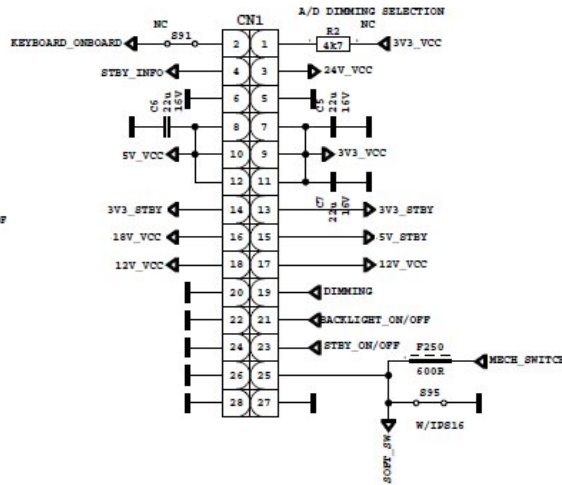 A/D DIMMING SELECTION
NC CN1 R2 NC
KEYBOARD_ONBOARD S91 2 1 4k7 3V3_VCC
STBY_INFO 4 3 24V_VCC
C6 22u 16V 6 5 C5 22u 16V
8 7
5V_VCC 10 9 3V3_VCC
12 11 C7 22u 16V
3V3_STBY 14 13 3V3_STBY
18V_VCC 16 15 5V_STBY
12V_VCC 18 17 12V_VCC
20 19 DIMMING
22 21 BACKLIGHT_ON/OFF
24 23 STBY_ON/OFF F250
MECH_SWITCH
26 25 600R
S95
28 27 W/IPS16
SOFT_SW